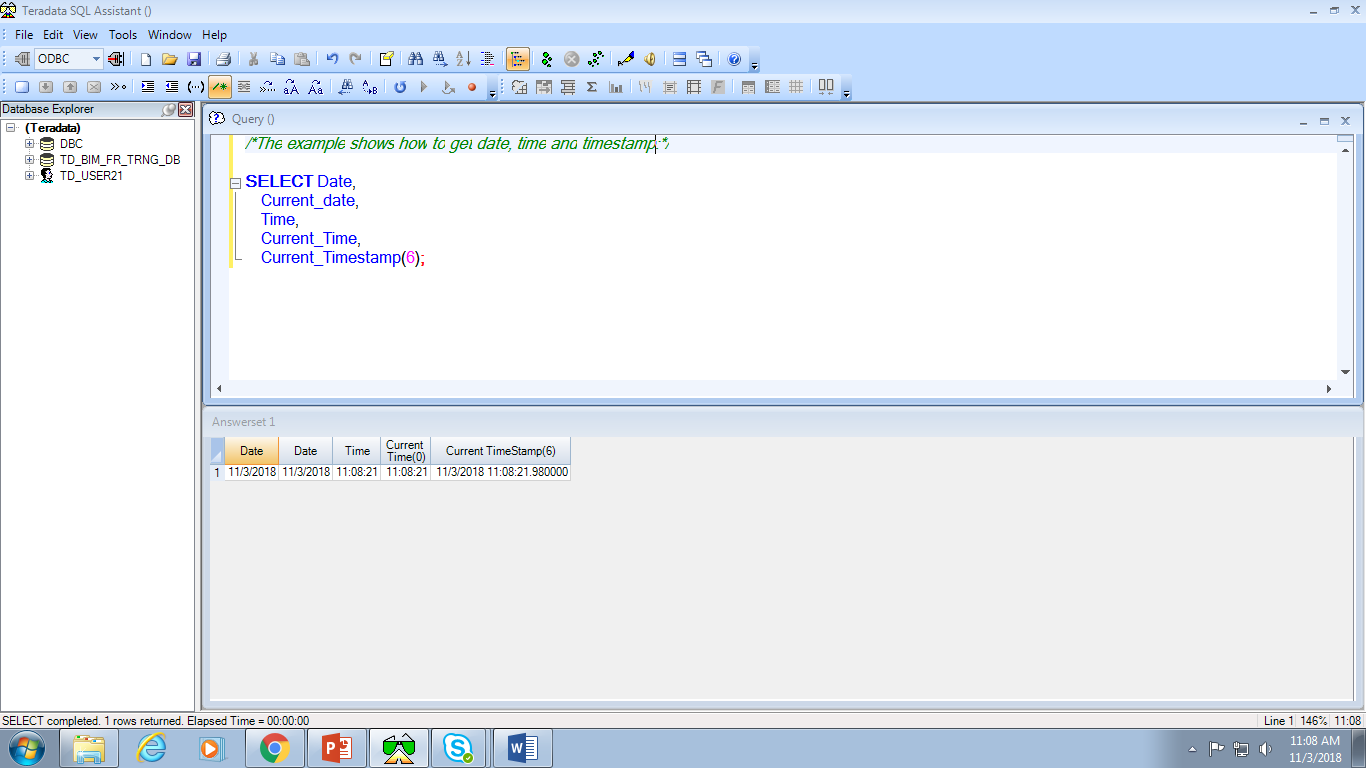 Teradata SQL Assistant ()
File Edit View Tools Window Help
ODBC
Database Explorer
(Teradata)
DBC
TD_BIM_FR_TRNG_DB
TD_USER21
Query ()
/*The example shows how to get date, time and timestamp.*/
SELECT Date,
Current_date,
Time,
Current_Time,
Current_Timestamp(6);
Answerset 1
Date Date Time Current Time(0) Current TimeStamp(6)
1 11/3/2018 11/3/2018 11:08:21 11:08:21 11/3/2018 11:08:21.980000
SELECT completed. 1 rows returned. Elapsed Time = 00:00:00
Line 1 146% 11:08
11:08 AM
11/3/2018